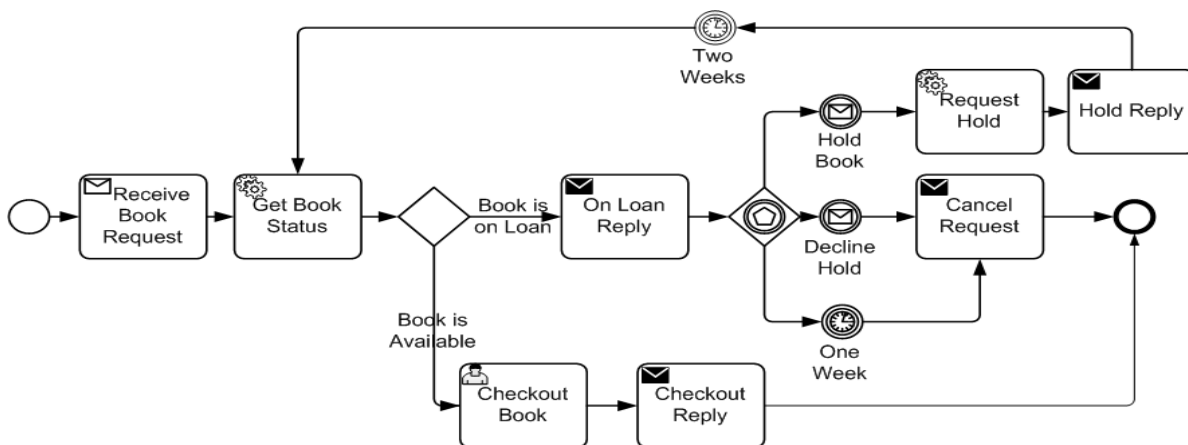 Two
Weeks
Request
Hold
Hold Reply
Hold
Book
Receive
Book
Request
Get Book
Status
Book is
on Loan
On Loan
Reply
Cancel
Request
Decline
Hold
Book is
Available
One
Week
Checkout
Book
Checkout
Reply